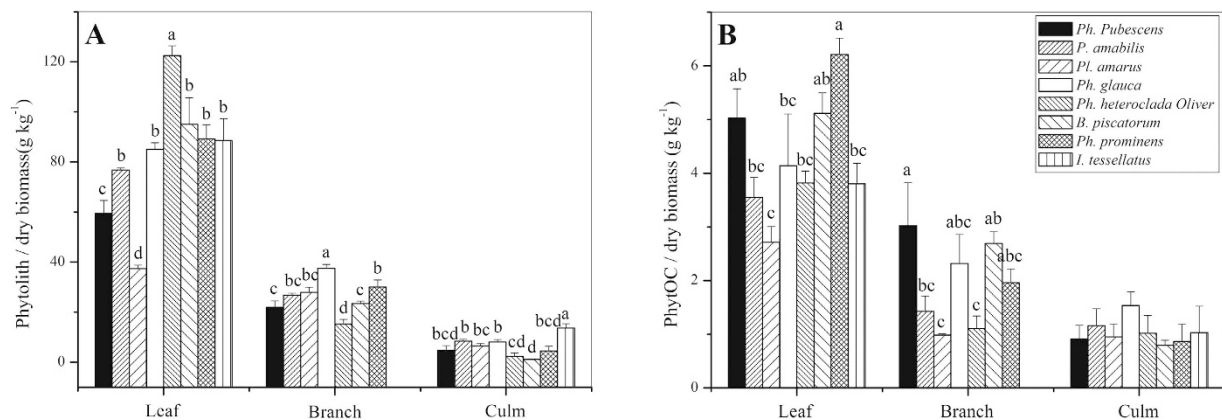 A
Phytolith / dry biomass(g kg⁻¹)
120
80
40
0
c
b
d
b
a
b
b
b
c
bc
bc
a
d
c
b
bcd
b
bc
b
cd
d
bcd
a
Leaf
Branch
Culm
B
PhytOC / dry biomass (g kg⁻¹)
6
4
2
0
ab
bc
c
bc
bc
ab
a
bc
a
bc
c
abc
c
ab
abc
Leaf
Branch
Culm
Ph. Pubescens
P. amabilis
Pl. amarus
Ph. glauca
Ph. heteroclada Oliver
B. piscatorum
Ph. prominens
I. tessellatus